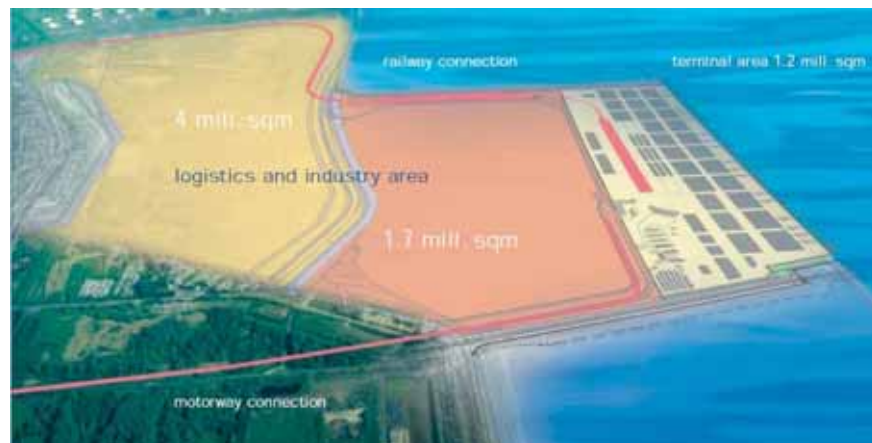 railway connection
terminal area 1.2 mill. sqm
4 mill. sqm
logistics and industry area
1.7 mill. sqm
motorway connection